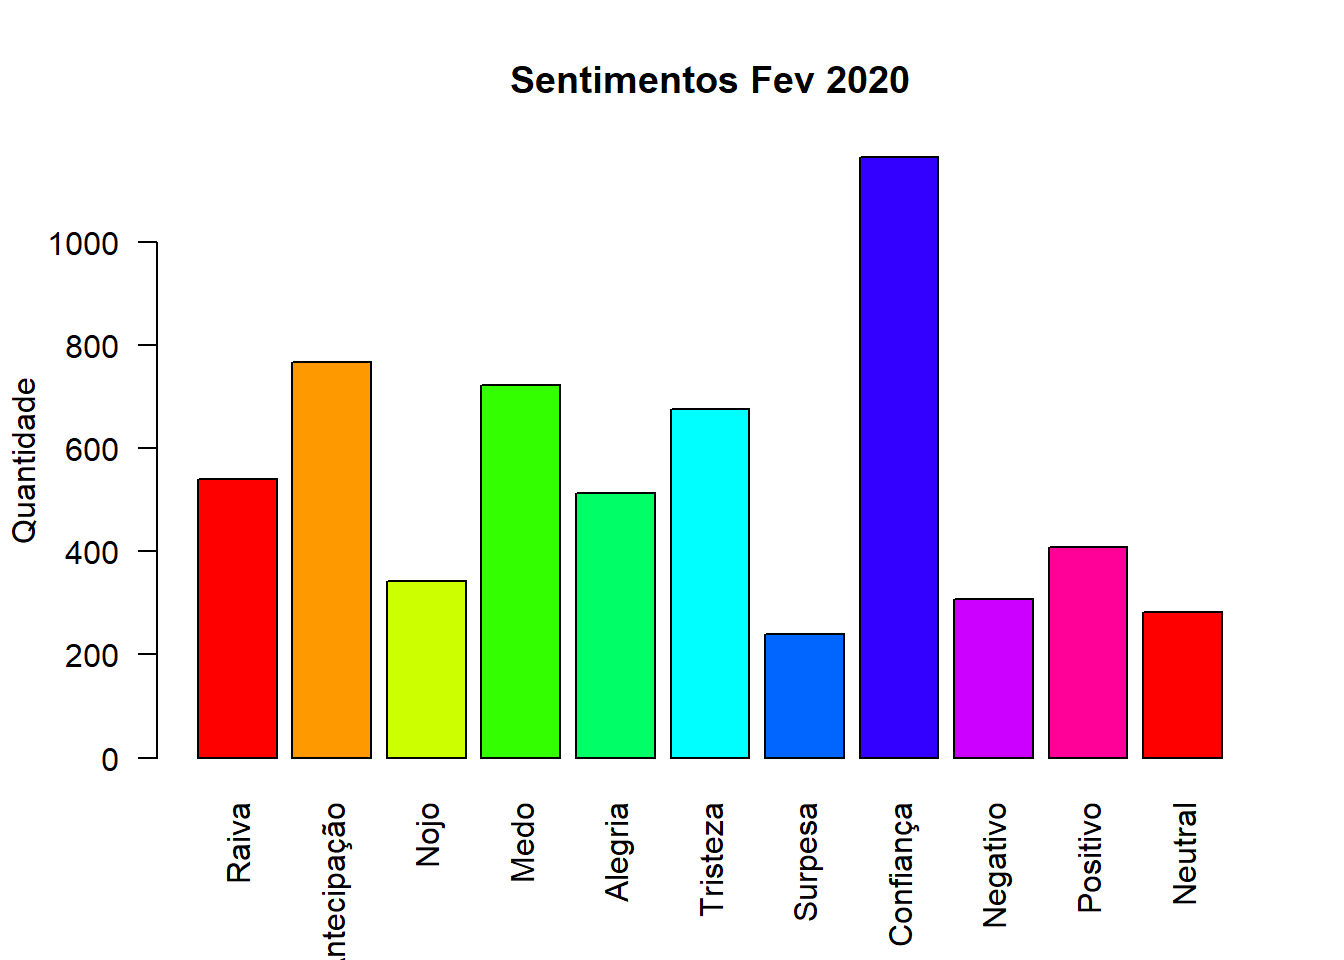 Sentimentos Fev 2020
Quantidade
1000
800
600
400
200
0
Raiva
ntecipação
Nojo
Medo
Alegria
Tristeza
Surpesa
Confiança
Negativo
Positivo
Neutral